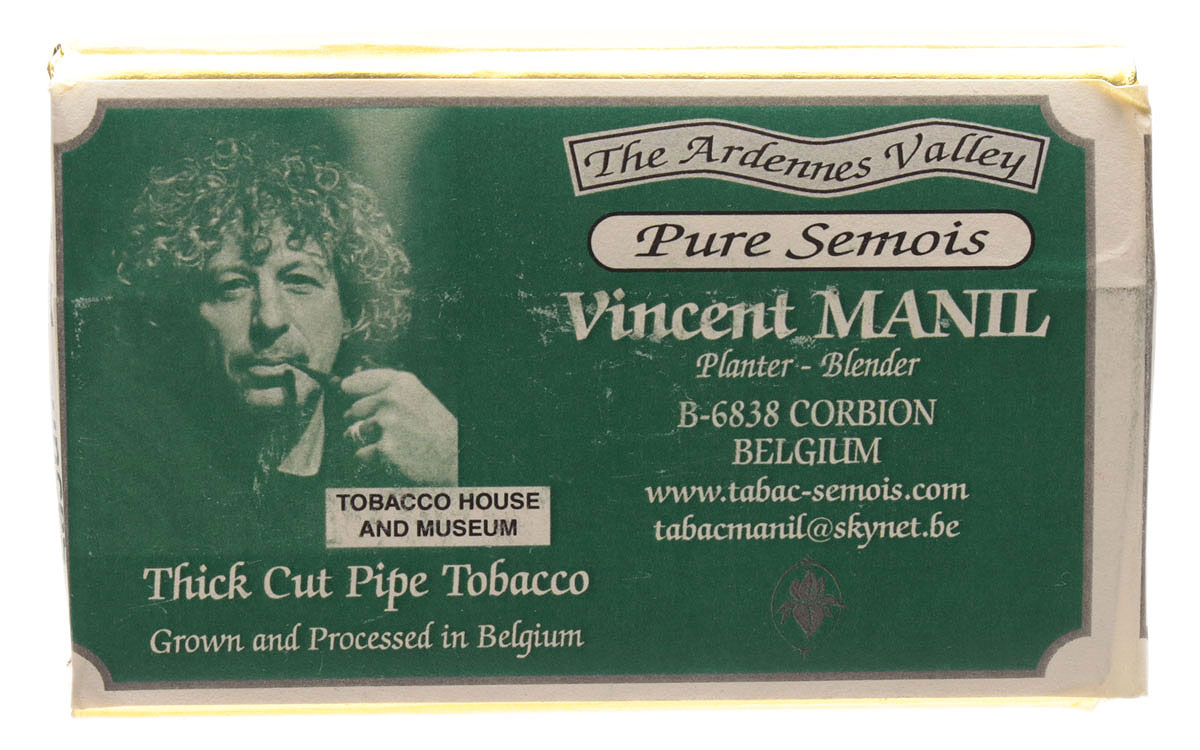 The Ardennes Valley
Pure Semois
Vincent MANIL
Planter - Blender
B-6838 CORBION
BELGIUM
www.tabac-semois.com
tabacmanil@skynet.be
TOBACCO HOUSE
AND MUSEUM
Thick Cut Pipe Tobacco
Grown and Processed in Belgium